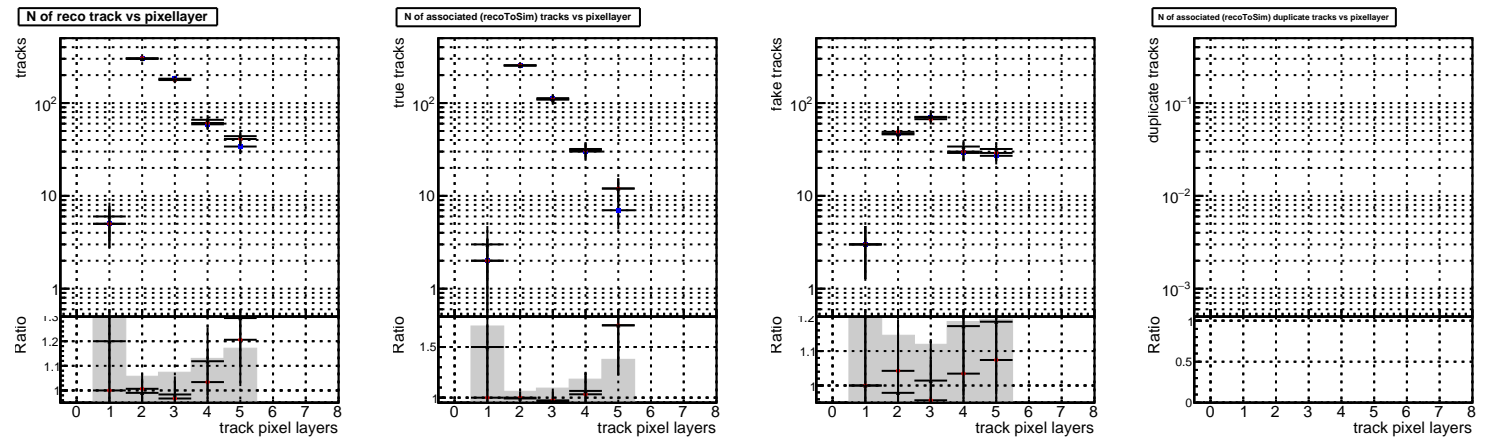 N of reco track vs pixellayer
tracks
10²
10
1
Ratio
1.3
1.2
1.1
1
0 1 2 3 4 5 6 7 8
track pixel layers
N of associated (recoToSim) tracks vs pixellayer
true tracks
10²
10
1
Ratio
1.5
1
0 1 2 3 4 5 6 7 8
track pixel layers
fake tracks
10²
10
1
Ratio
1.2
1.1
1
0 1 2 3 4 5 6 7 8
track pixel layers
N of associated (recoToSim) duplicate tracks vs pixellayer
duplicate tracks
10⁻¹
10⁻²
10⁻³
Ratio
1
0.5
0
0 1 2 3 4 5 6 7 8
track pixel layers